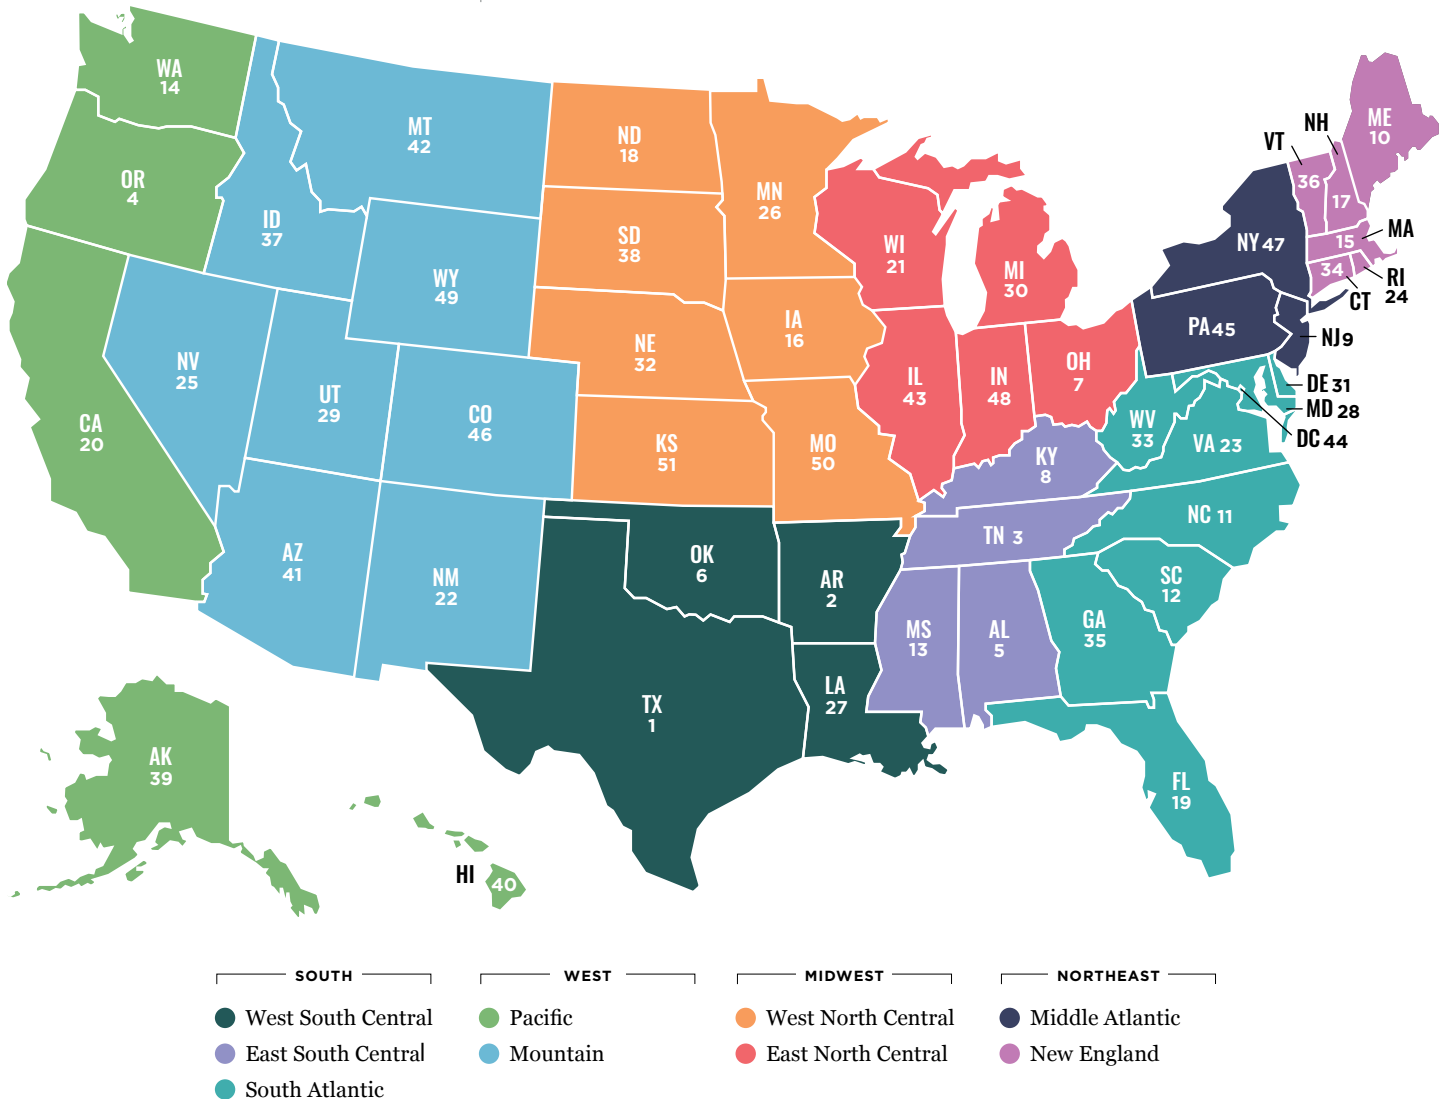 WA
14
OR
4
CA
20
ID
37
NV
25
MT
42
WY
49
UT
29
CO
46
AZ
41
NM
22
ND
18
SD
38
NE
32
KS
51
MN
26
IA
16
MO
50
WI
21
IL
43
MI
30
IN
48
OH
7
OK
6
TX
1
AR
2
LA
27
KY
8
TN 3
MS
13
AL
5
WV
33
VA 23
NC 11
SC
12
GA
35
FL
19
NY 47
PA 45
NJ 9
DE 31
MD 28
DC 44
VT
36
NH
17
ME
10
15
MA
34
CT
RI
24
AK
39
HI
40
SOUTH
West South Central
East South Central
South Atlantic
WEST
Pacific
Mountain
MIDWEST
West North Central
East North Central
NORTHEAST
Middle Atlantic
New England